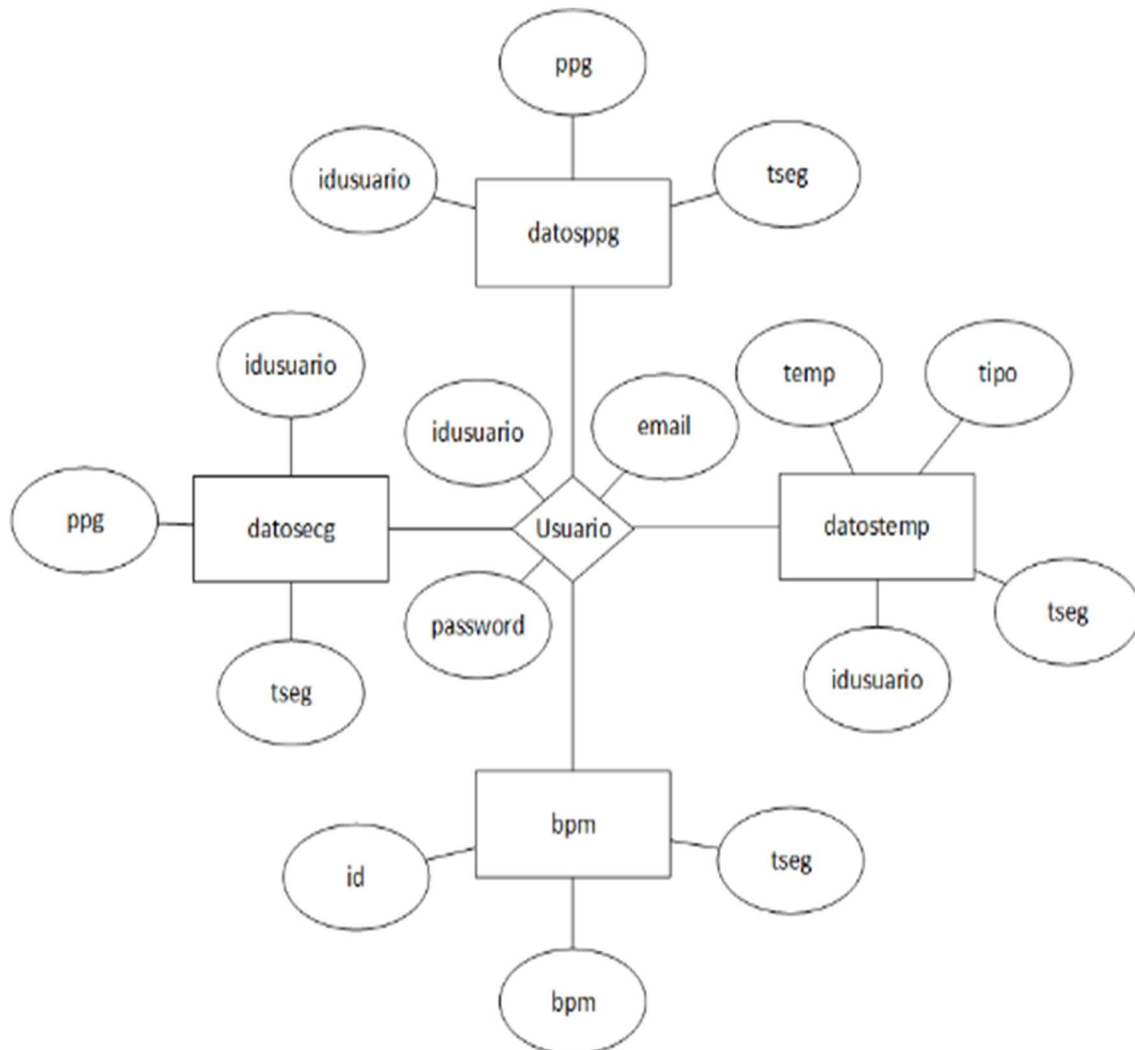 ppg
idusuario
tseg
datosppg
idusuario
temp
tipo
idusuario
email
ppg
datosecg
Usuario
datostemp
password
tseg
tseg
idusuario
bpm
id
tseg
bpm